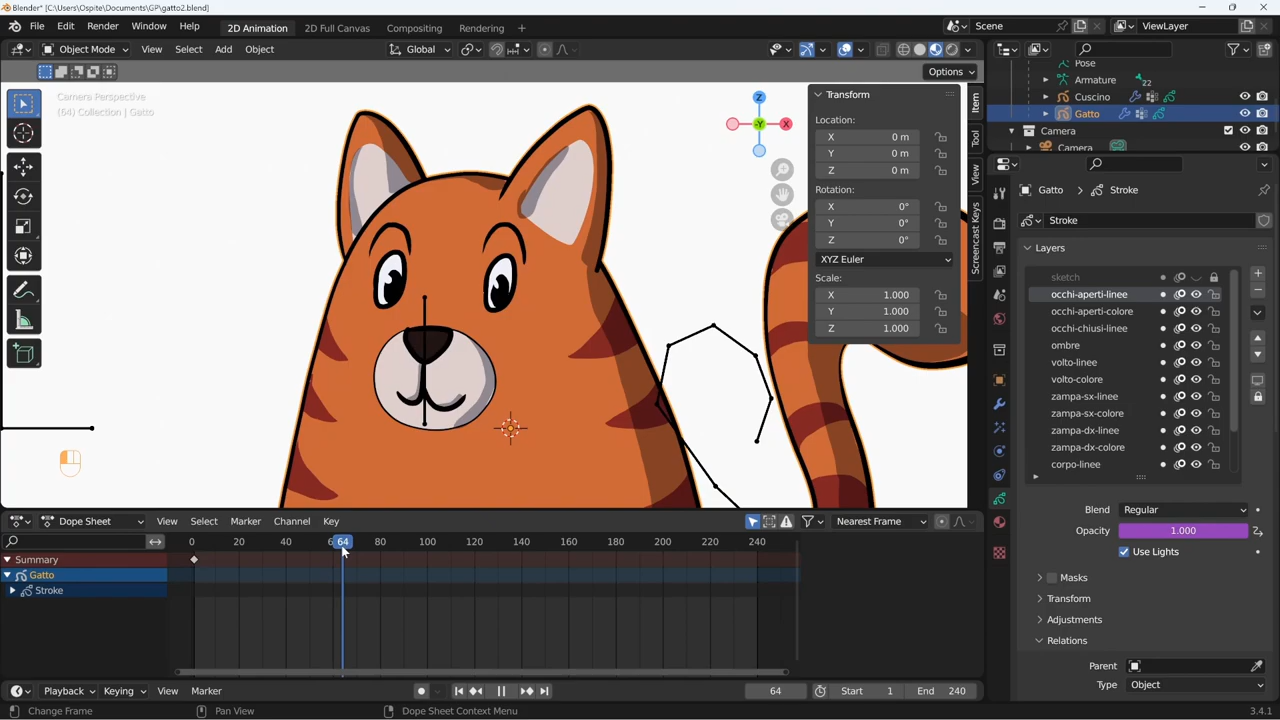 Blender* [C:\Users\Ospite\Documents\GP\gatto2.blend]
File Edit Render Window Help 2D Animation 2D Full Canvas Compositing Rendering + Scene ViewLayer
Object Mode View Select Add Object Global
Options
Camera Perspective
(64) Collection | Gatto
Z
X
-Y
Transform
Location:
X 0 m
Y 0 m
Z 0 m
Rotation:
X 0°
Y 0°
Z 0°
XYZ Euler
Scale:
X 1.000
Y 1.000
Z 1.000
Item
Tool
View
Screencast Keys
Pose
Armature 22
Cuscino
Gatto
Camera
Camera
Gatto > Stroke
Stroke
Layers
sketch
occhi-aperti-linee
occhi-aperti-colore
occhi-chiusi-linee
ombre
volto-linee
volto-colore
zampa-sx-linee
zampa-sx-colore
zampa-dx-linee
zampa-dx-colore
corpo-linee
Blend Regular
Opacity 1.000
Use Lights
Masks
Transform
Adjustments
Relations
Parent
Type Object
Dope Sheet View Select Marker Channel Key Nearest Frame
0 20 40 6 64 80 100 120 140 160 180 200 220 240
Summary
Gatto
Stroke
Playback Keying View Marker 64 Start 1 End 240
Change Frame Pan View Dope Sheet Context Menu 3.4.1